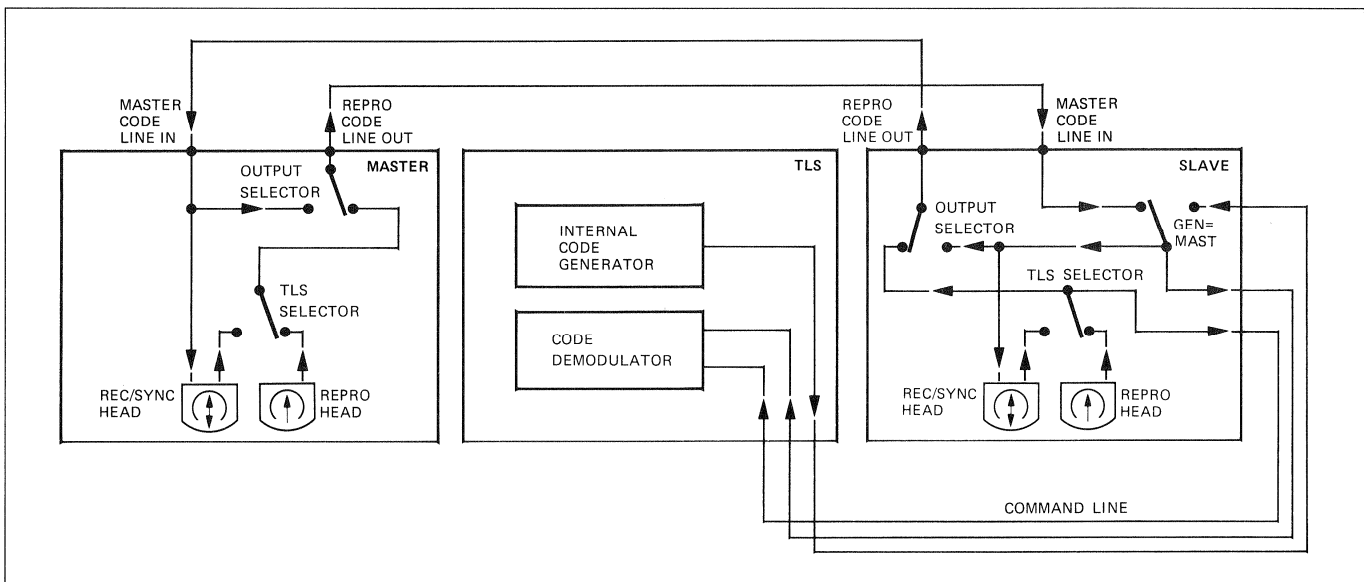 MASTER
CODE
LINE IN
REPRO
CODE
LINE OUT
REPRO
CODE
LINE OUT
MASTER
CODE
LINE IN
OUTPUT
SELECTOR
MASTER
TLS
SELECTOR
REC/SYNC
HEAD
REPRO
HEAD
TLS
INTERNAL
CODE
GENERATOR
CODE
DEMODULATOR
SLAVE
OUTPUT
SELECTOR
GEN=
MAST
TLS SELECTOR
REC/SYNC
HEAD
REPRO
HEAD
COMMAND LINE